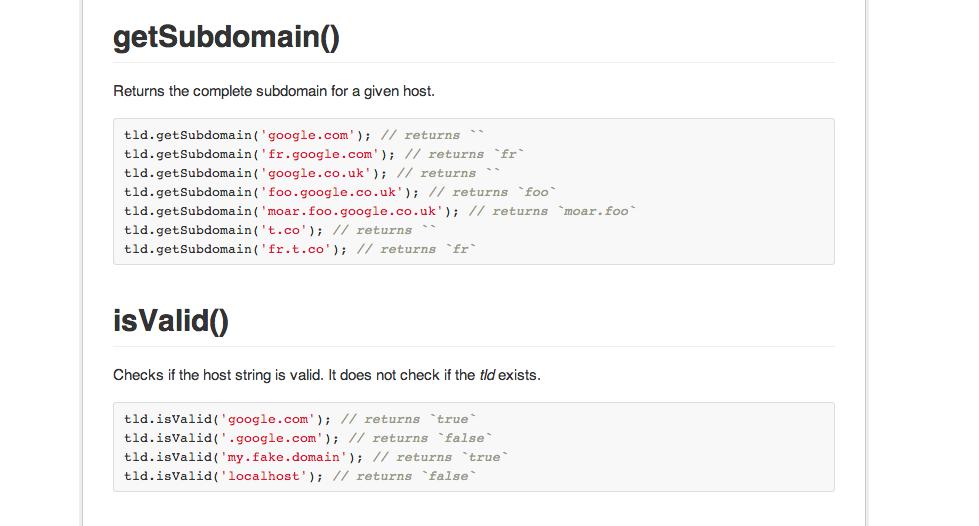 getSubdomain()
Returns the complete subdomain for a given host.
tld.getSubdomain('google.com'); // returns ``
tld.getSubdomain('fr.google.com'); // returns `fr`
tld.getSubdomain('google.co.uk'); // returns ``
tld.getSubdomain('foo.google.co.uk'); // returns `foo`
tld.getSubdomain('moar.foo.google.co.uk'); // returns `moar.foo`
tld.getSubdomain('t.co'); // returns ``
tld.getSubdomain('fr.t.co'); // returns `fr`
isValid()
Checks if the host string is valid. It does not check if the tld exists.
tld.isValid('google.com'); // returns `true`
tld.isValid('.google.com'); // returns `false`
tld.isValid('my.fake.domain'); // returns `true`
tld.isValid('localhost'); // returns `false`